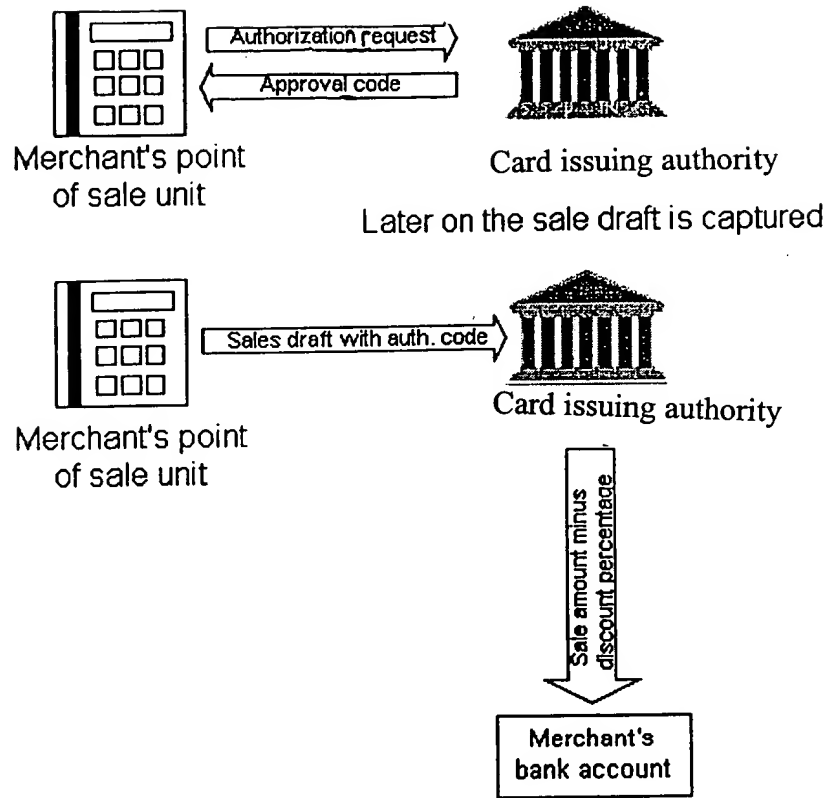 Authorization request
Approval code
Merchant's point
of sale unit
Card issuing authority
Later on the sale draft is captured
Sales draft with auth. code
Merchant's point
of sale unit
Card issuing authority
Sale amount minus
discount percentage
Merchant's
bank account